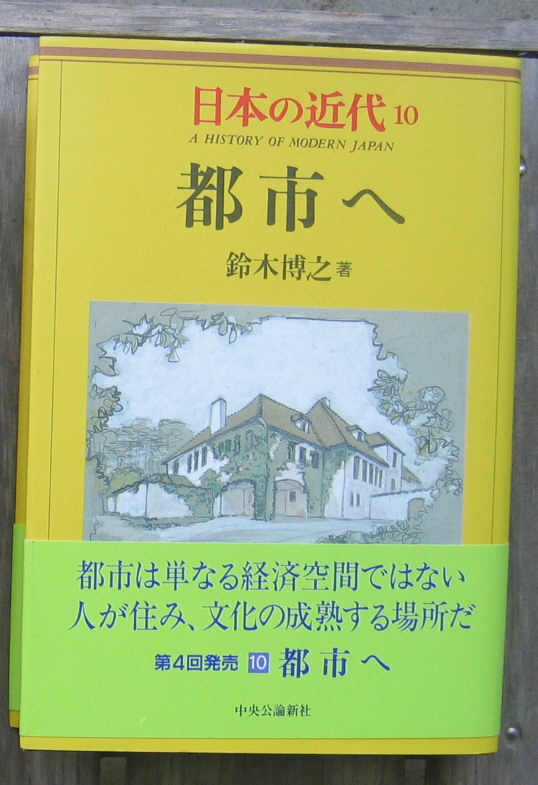 日本の近代10
A HISTORY OF MODERN JAPAN
都市へ
鈴木博之著
都市は単なる経済空間ではない
人が住み、文化の成熟する場所だ
第4回発売 10 都市へ
中央公論新社